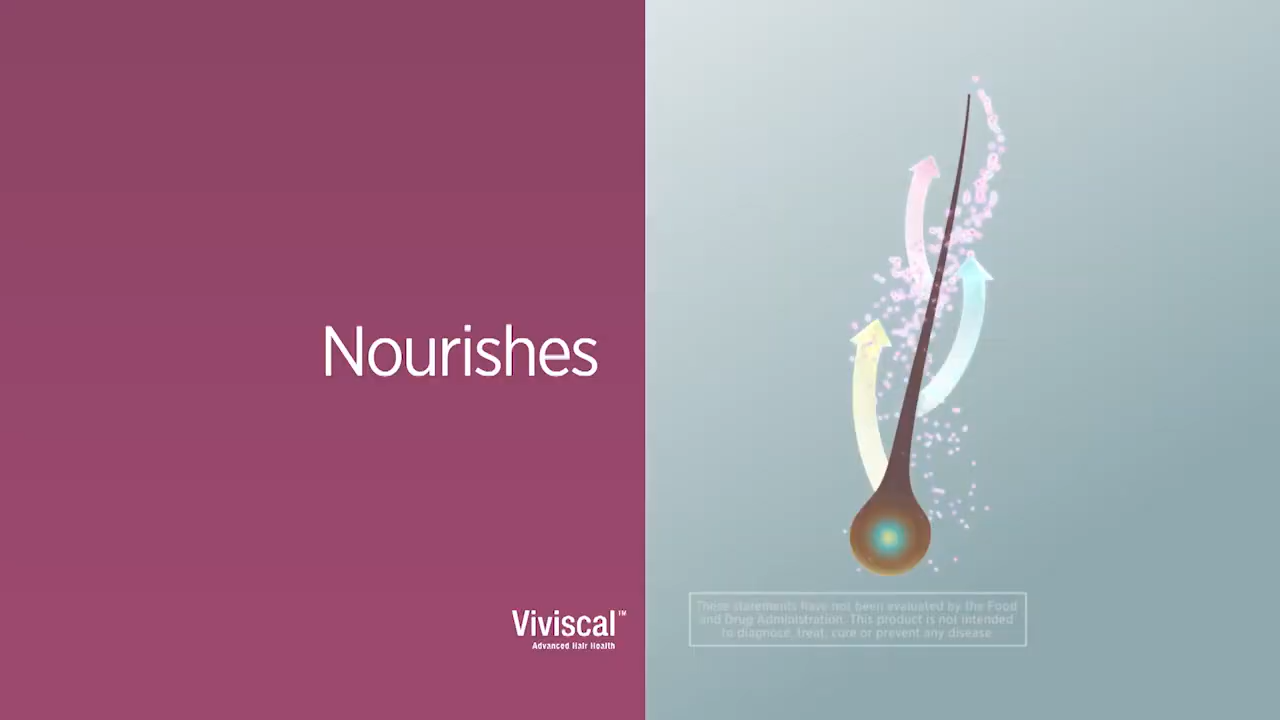 Nourishes
Viviscal™
Advanced Hair Health
These statements have not been evaluated by the Food
and Drug Administration. This product is not intended
to diagnose, treat, cure or prevent any disease